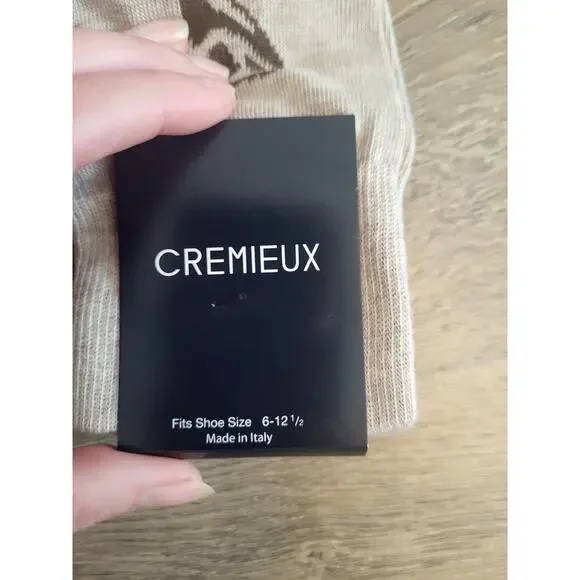 CREMIEUX
Fits Shoe Size 6-12 1/2
Made in Italy